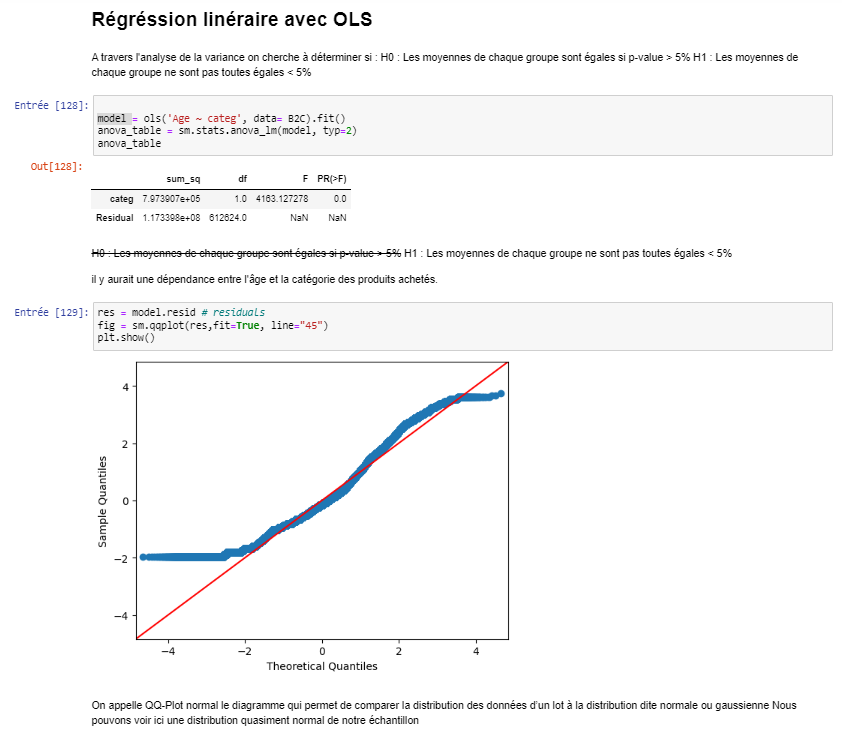 Régréssion linéraire avec OLS
A travers l'analyse de la variance on cherche à déterminer si : H0 : Les moyennes de chaque groupe sont égales si p-value > 5% H1 : Les moyennes de
chaque groupe ne sont pas toutes égales < 5%
Entrée [128]:
model = ols('Age ~ categ', data= B2C).fit()
anova_table = sm.stats.anova_lm(model, typ=2)
anova_table
Out[128]:
sum_sq df F PR(>F)
categ 7.973907e+05 1.0 4163.127278 0.0
Residual 1.173398e+08 612624.0 NaN NaN
H0 : Les moyennes de chaque groupe sont égales si p-value > 5% H1 : Les moyennes de chaque groupe ne sont pas toutes égales < 5%
il y aurait une dépendance entre l'âge et la catégorie des produits achetés.
Entrée [129]:
res = model.resid # residuals
fig = sm.qqplot(res,fit=True, line="45")
plt.show()
4
2
0
−2
−4
Sample Quantiles
−4 −2 0 2 4
Theoretical Quantiles
On appelle QQ-Plot normal le diagramme qui permet de comparer la distribution des données d'un lot à la distribution dite normale ou gaussienne Nous
pouvons voir ici une distribution quasiment normal de notre échantillon